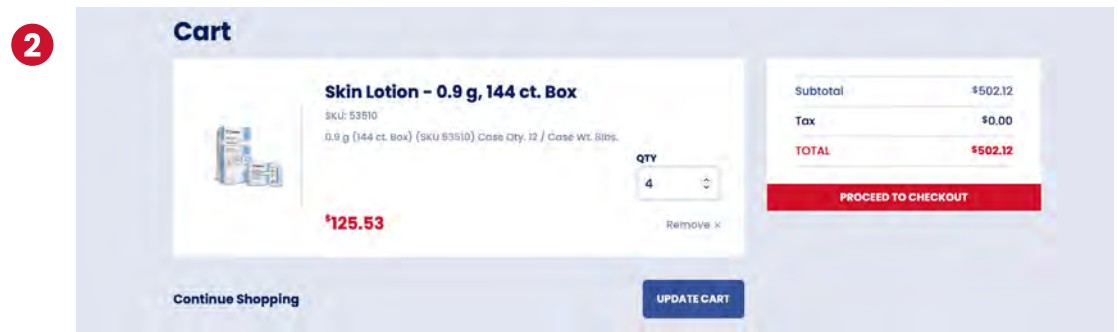 2
Cart
Skin Lotion - 0.9 g, 144 ct. Box
SKU: 53510
0.9 g (144 ct. Box) (SKU 53510) Case Qty. 12 / Case Wt. 8lbs.
QTY
4
$125.53
Remove ×
Continue Shopping
UPDATE CART
Subtotal $502.12
Tax $0.00
TOTAL $502.12
PROCEED TO CHECKOUT